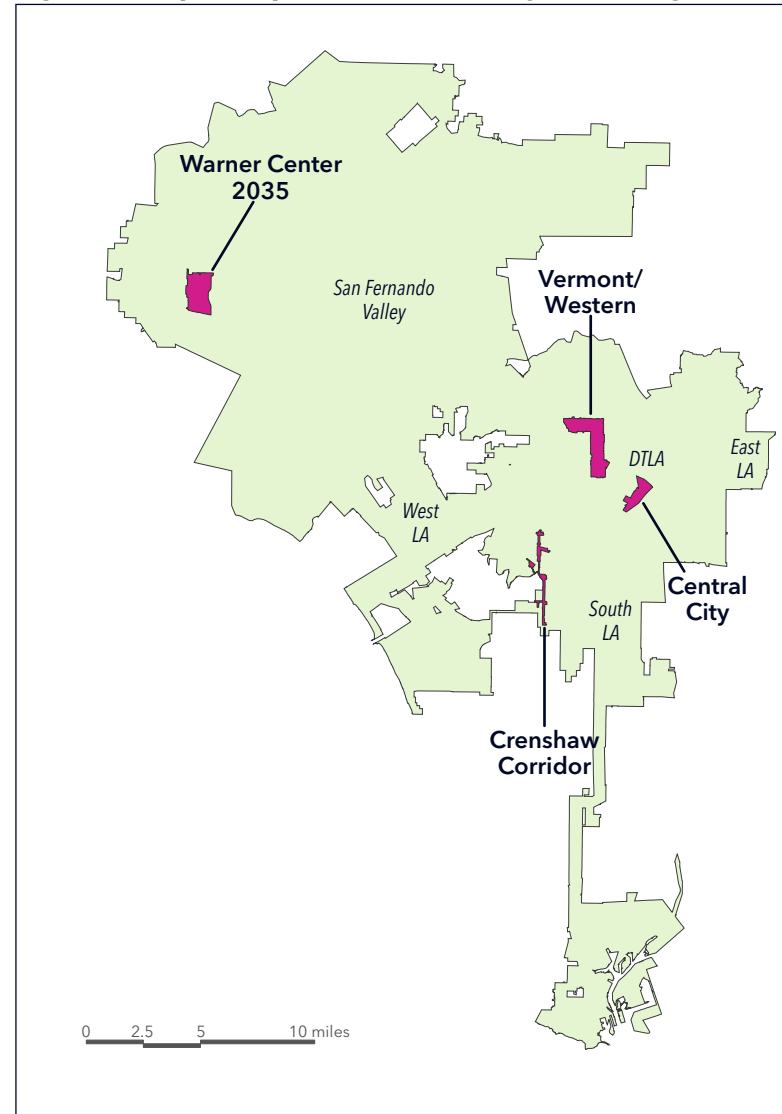 Warner Center
2035
San Fernando
Valley
Vermont/
Western
DTLA
East
LA
West
LA
Central
City
South
LA
Crenshaw
Corridor
0 2.5 5 10 miles